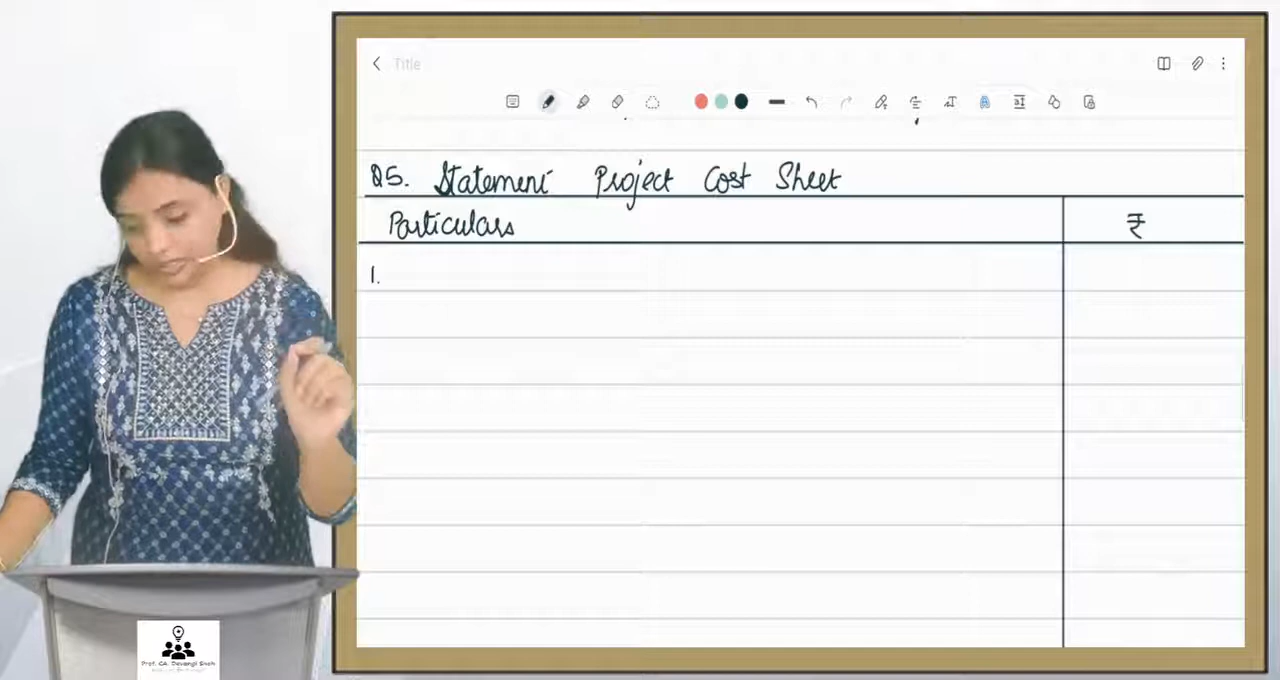 Title
Q5. Statement Project Cost Sheet
Particulars ₹
1.
Prof. CA. Devangi Shah